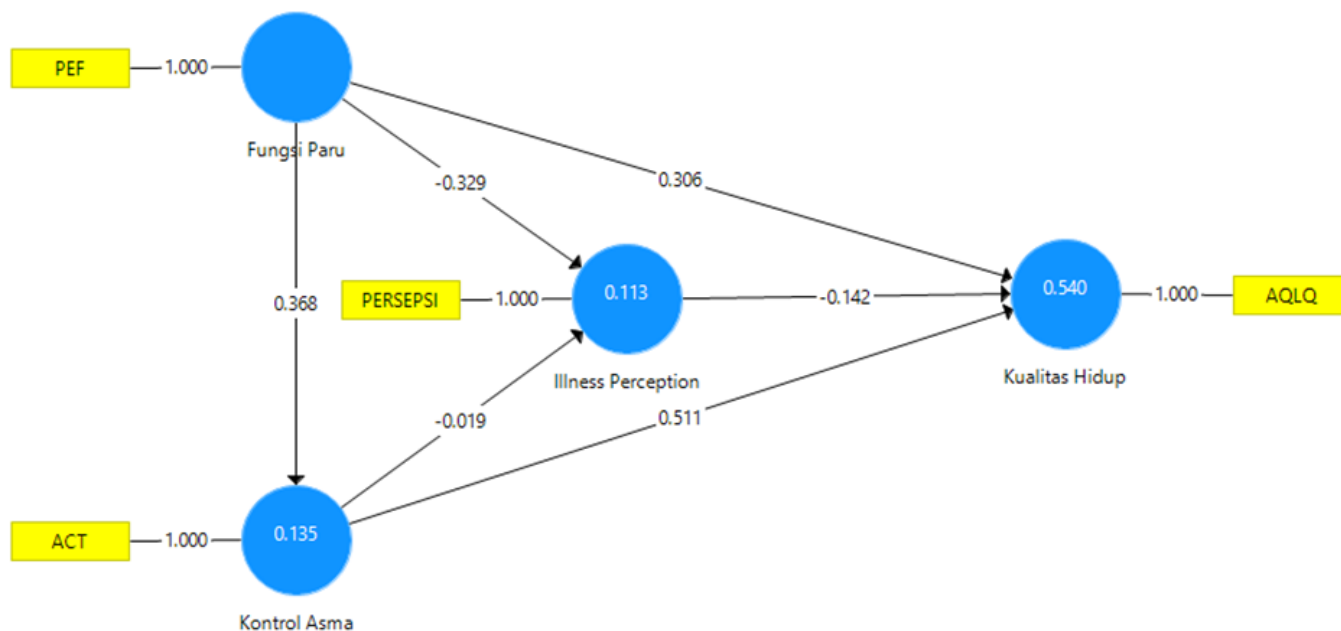 PEF
1.000
Fungsi Paru
-0.329
0.306
0.368
PERSEPSI
1.000
0.113
Illness Perception
-0.142
0.540
Kualitas Hidup
1.000
AQLQ
-0.019
0.511
ACT
1.000
0.135
Kontrol Asma